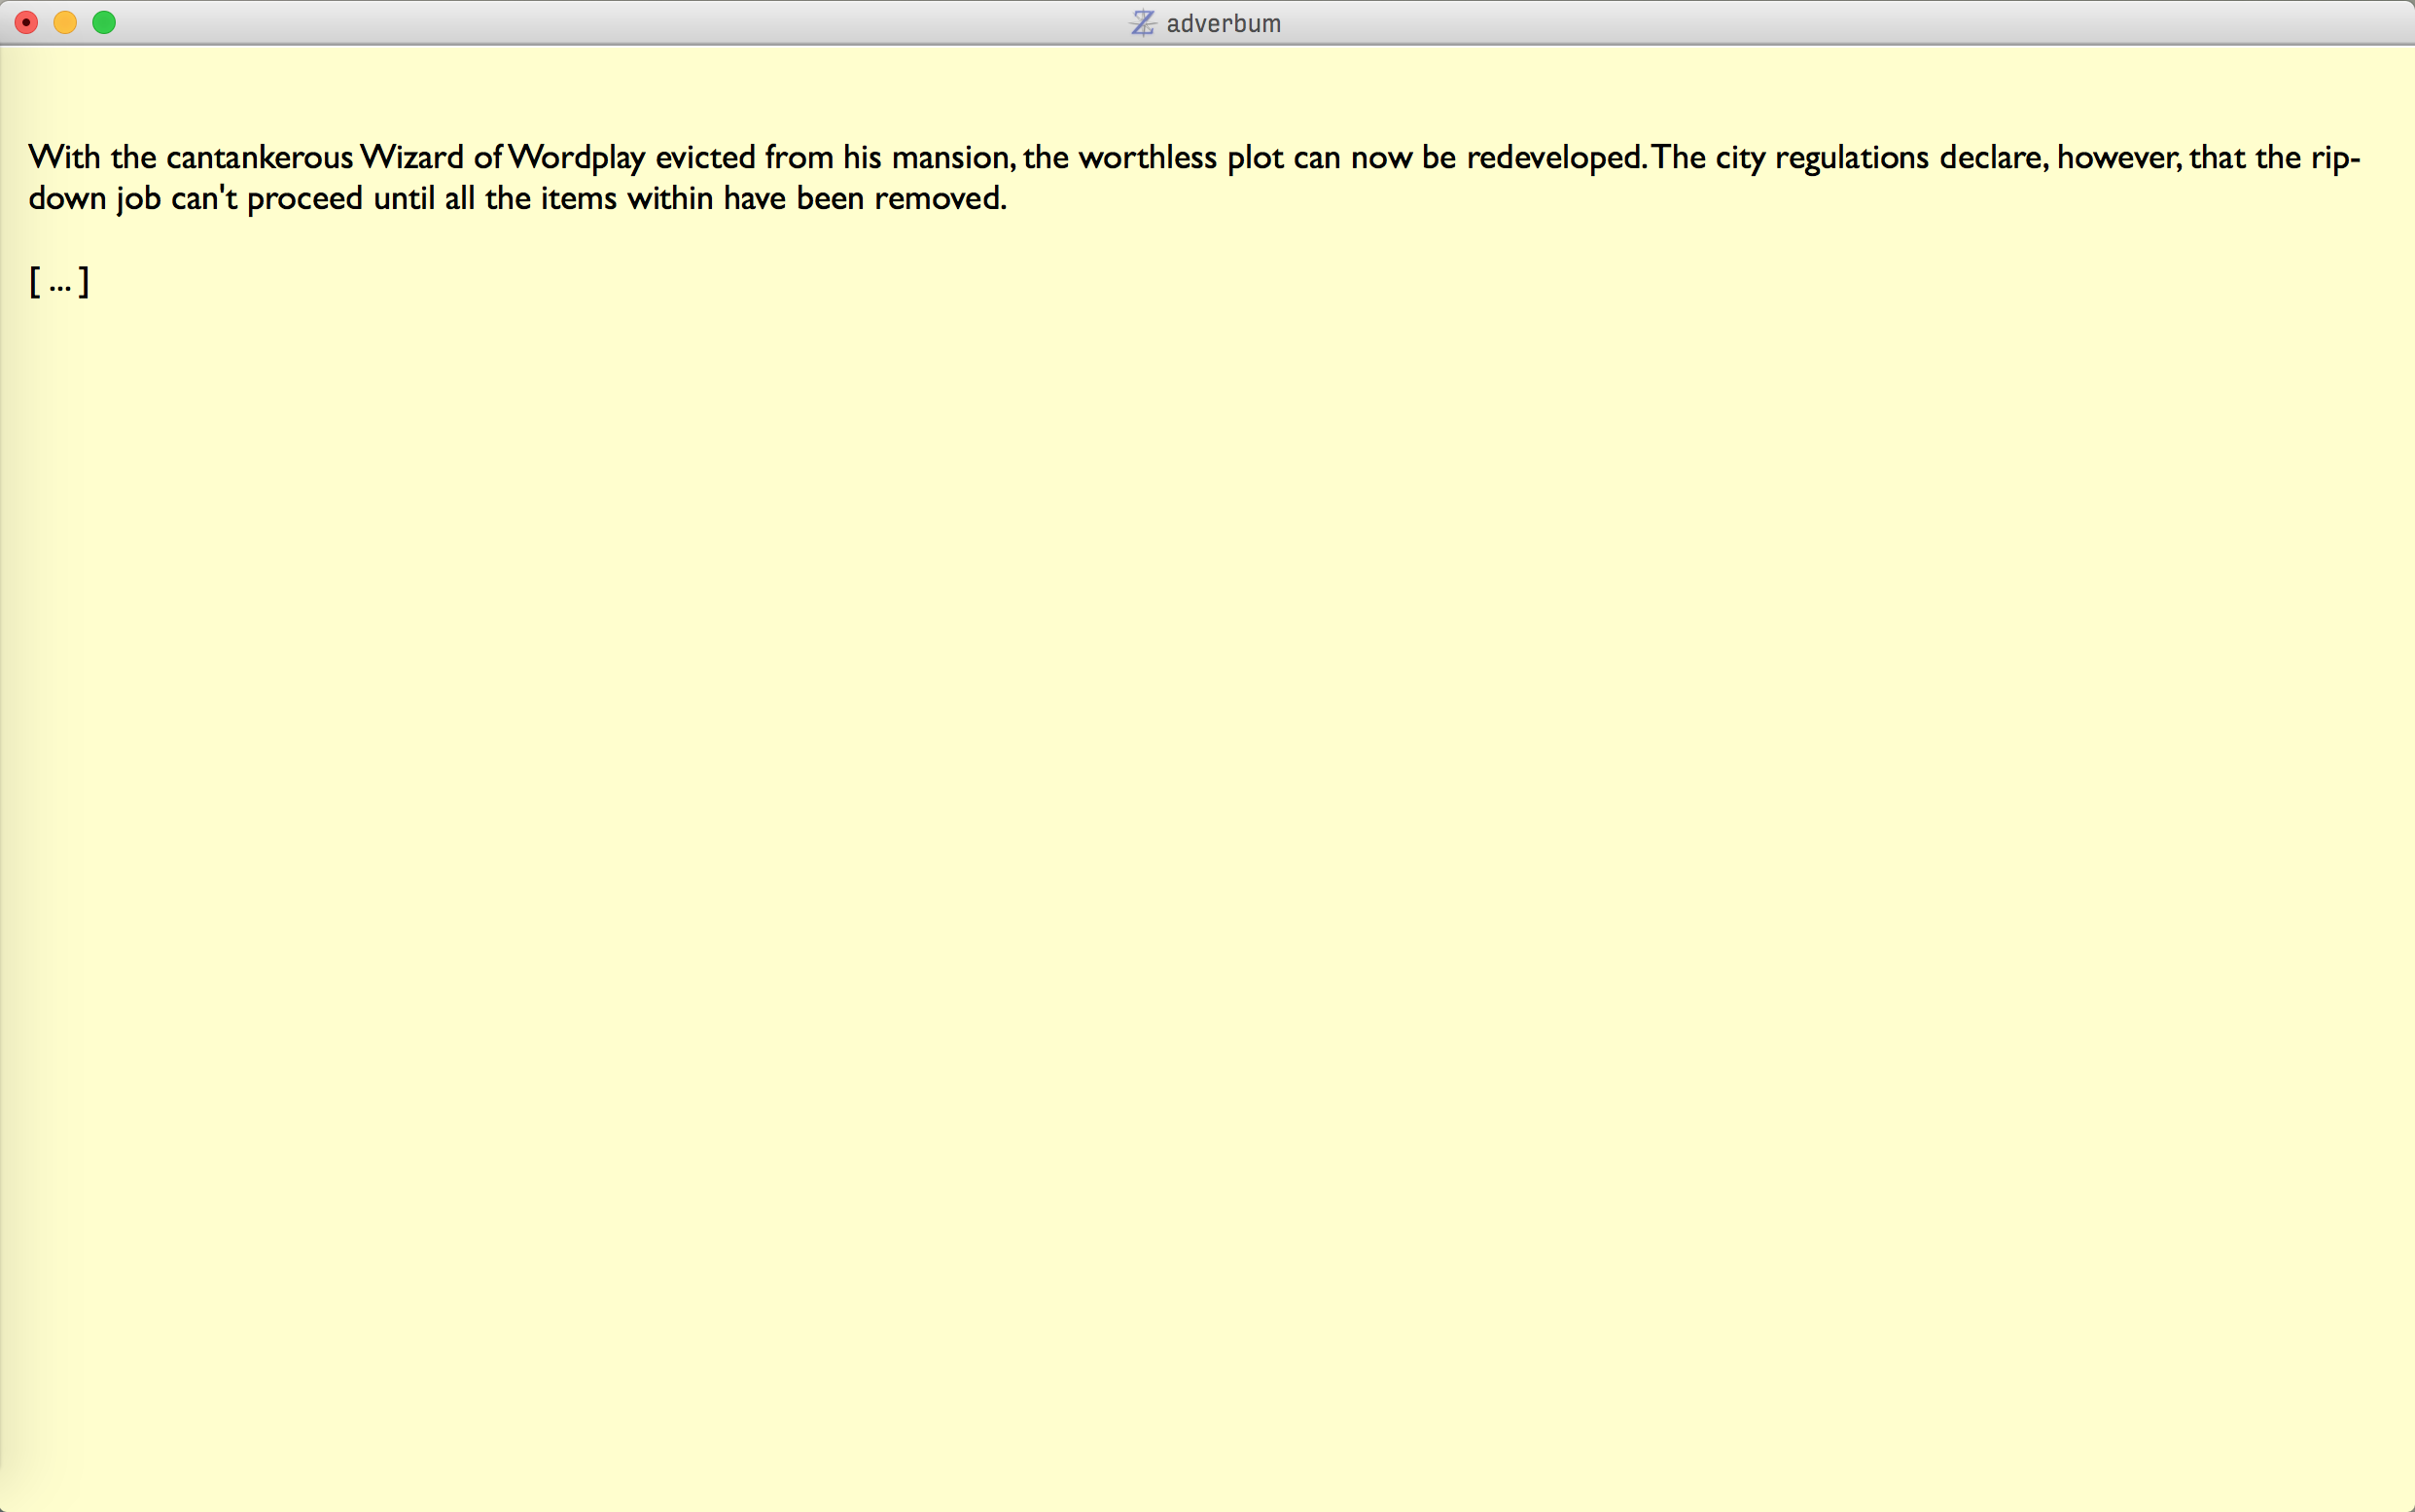 adverbum
With the cantankerous Wizard of Wordplay evicted from his mansion, the worthless plot can now be redeveloped. The city regulations declare, however, that the rip-
down job can't proceed until all the items within have been removed.
[ ... ]